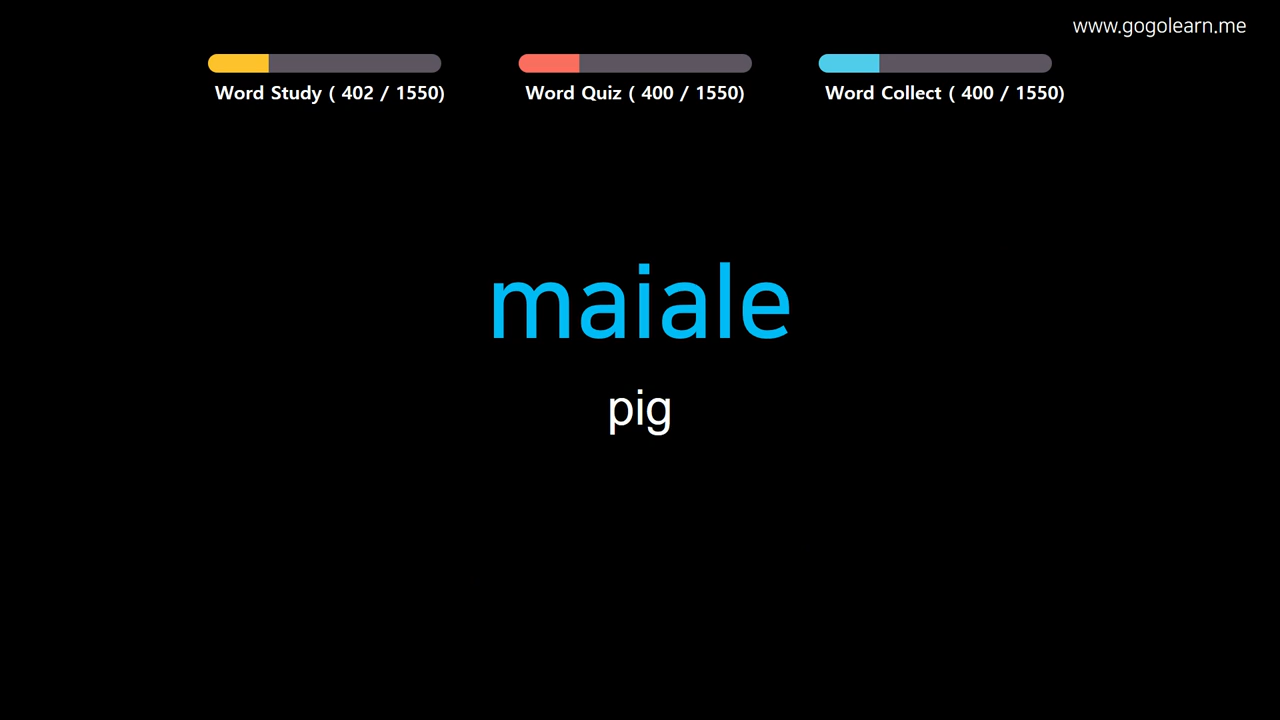 www.gogolearn.me
Word Study ( 402 / 1550)
Word Quiz ( 400 / 1550)
Word Collect ( 400 / 1550)
maiale
pig